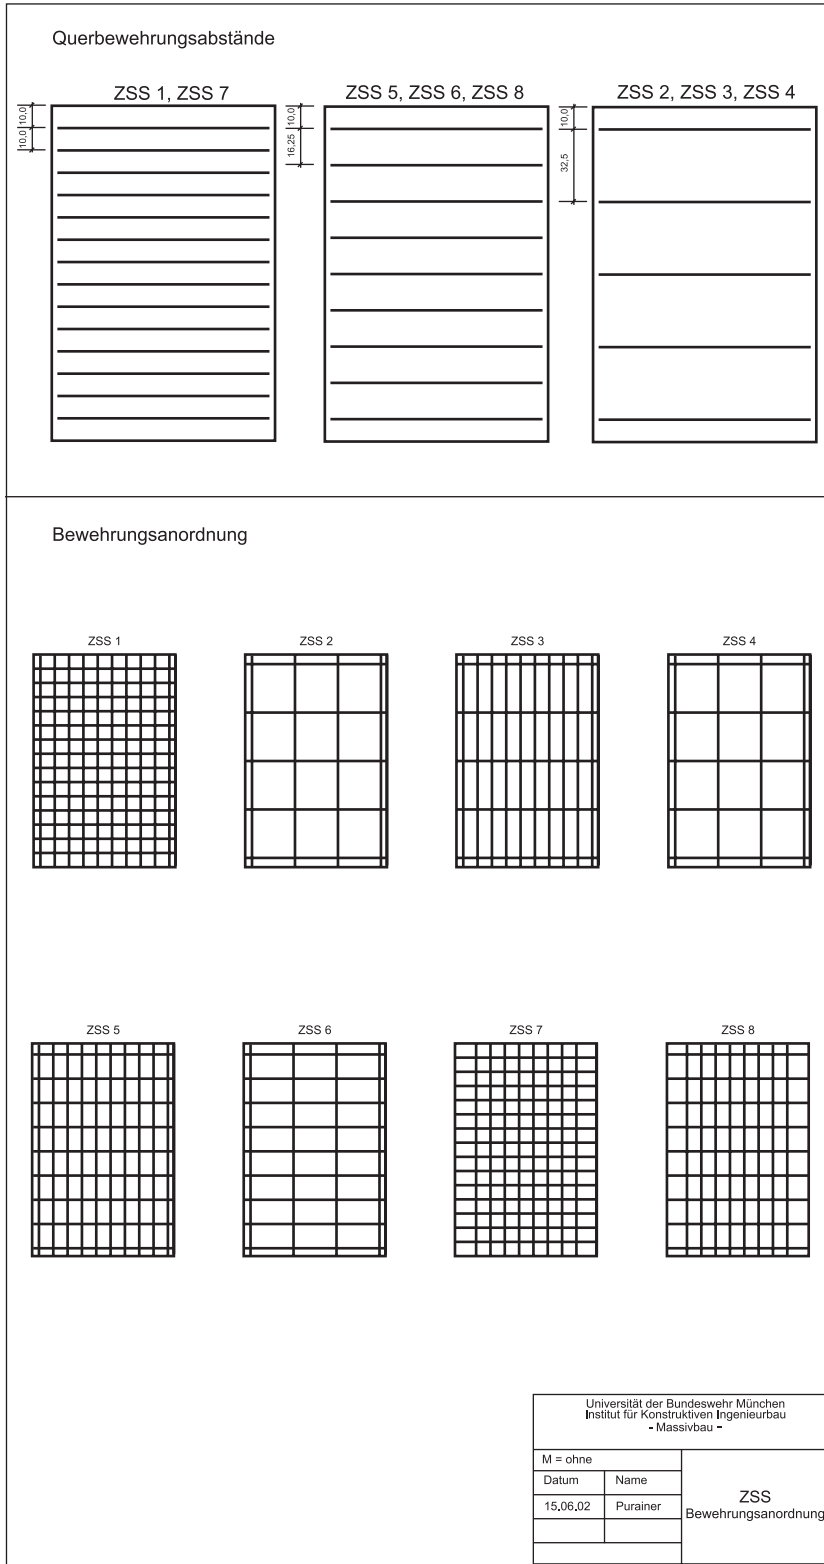 Querbewehrungsabstände
ZSS 1, ZSS 7
ZSS 5, ZSS 6, ZSS 8
ZSS 2, ZSS 3, ZSS 4
10,0
10,0
10,0
16,25
10,0
32,5
Bewehrungsanordnung
ZSS 1
ZSS 2
ZSS 3
ZSS 4
ZSS 5
ZSS 6
ZSS 7
ZSS 8
Universität der Bundeswehr München
Institut für Konstruktiven Ingenieurbau
- Massivbau -
M = ohne
Datum
Name
15.06.02
Purainer
ZSS
Bewehrungsanordnung